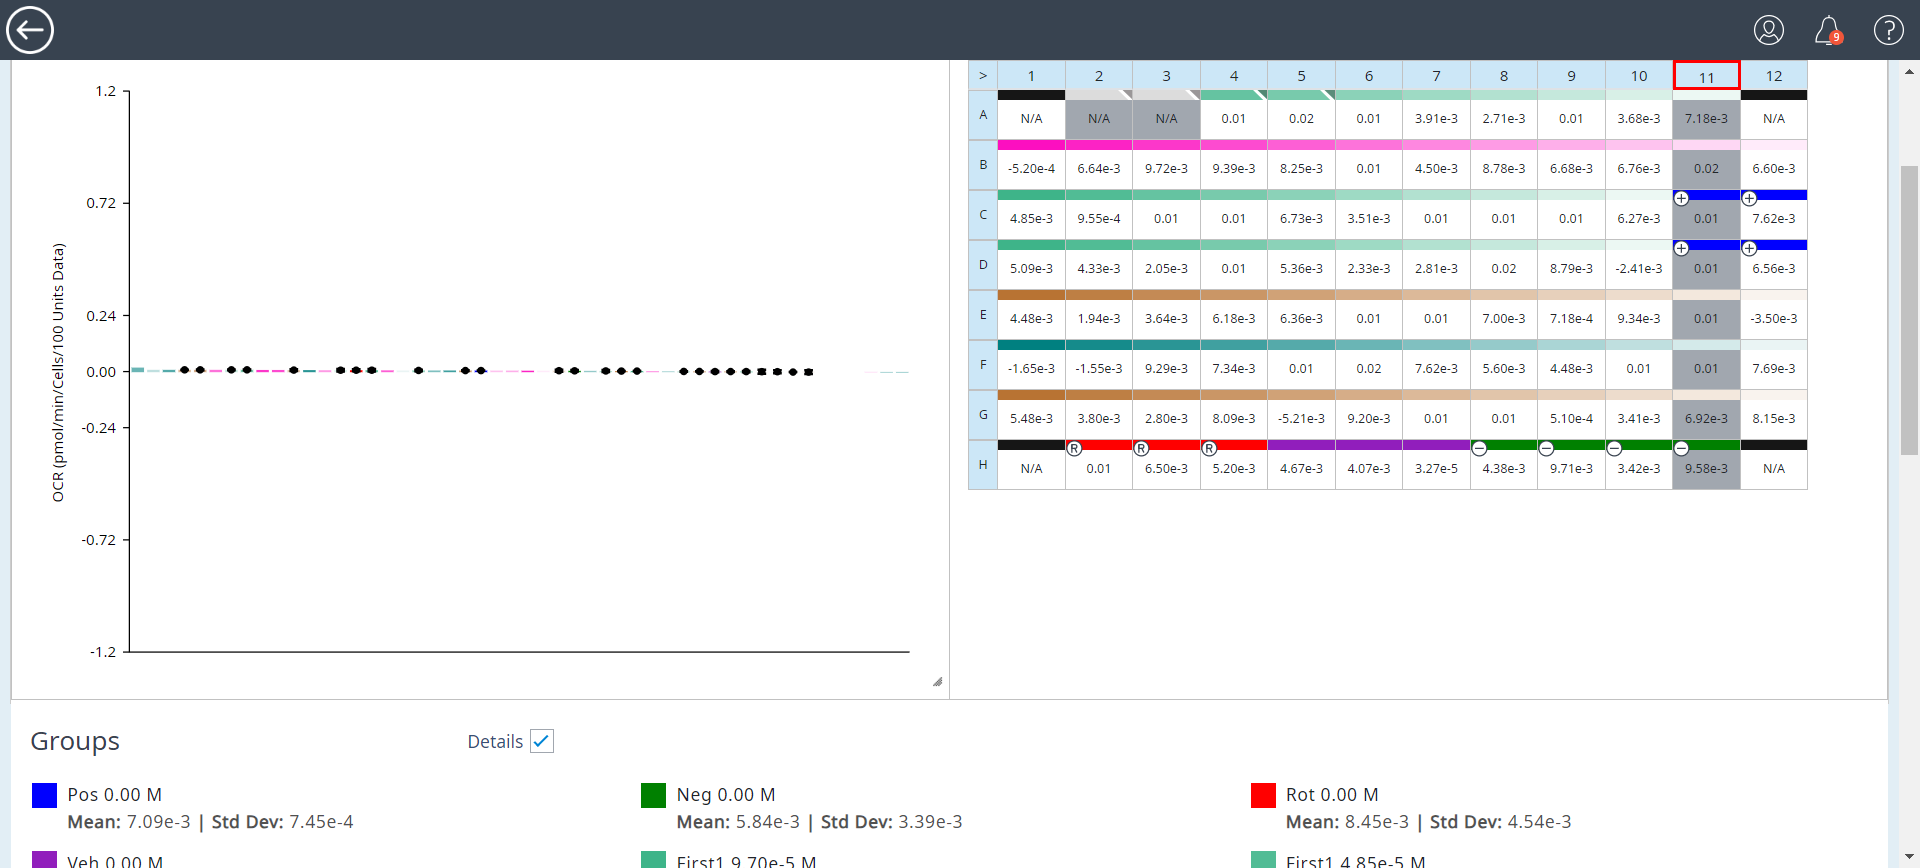 9
?
1.2
0.72
0.24
0.00
-0.24
-0.72
-1.2
OCR (pmol/min/Cells/100 Units Data)
> 1 2 3 4 5 6 7 8 9 10 11 12
A N/A N/A N/A 0.01 0.02 0.01 3.91e-3 2.71e-3 0.01 3.68e-3 7.18e-3 N/A
B -5.20e-4 6.64e-3 9.72e-3 9.39e-3 8.25e-3 0.01 4.50e-3 8.78e-3 6.68e-3 6.76e-3 0.02 6.60e-3
+ +
C 4.85e-3 9.55e-4 0.01 0.01 6.73e-3 3.51e-3 0.01 0.01 0.01 6.27e-3 0.01 7.62e-3
+ +
D 5.09e-3 4.33e-3 2.05e-3 0.01 5.36e-3 2.33e-3 2.81e-3 0.02 8.79e-3 -2.41e-3 0.01 6.56e-3
E 4.48e-3 1.94e-3 3.64e-3 6.18e-3 6.36e-3 0.01 0.01 7.00e-3 7.18e-4 9.34e-3 0.01 -3.50e-3
F -1.65e-3 -1.55e-3 9.29e-3 7.34e-3 0.01 0.02 7.62e-3 5.60e-3 4.48e-3 0.01 0.01 7.69e-3
G 5.48e-3 3.80e-3 2.80e-3 8.09e-3 -5.21e-3 9.20e-3 0.01 0.01 5.10e-4 3.41e-3 6.92e-3 8.15e-3
R R R − − − −
H N/A 0.01 6.50e-3 5.20e-3 4.67e-3 4.07e-3 3.27e-5 4.38e-3 9.71e-3 3.42e-3 9.58e-3 N/A
Groups
Details
Pos 0.00 M
Mean: 7.09e-3 | Std Dev: 7.45e-4
Neg 0.00 M
Mean: 5.84e-3 | Std Dev: 3.39e-3
Rot 0.00 M
Mean: 8.45e-3 | Std Dev: 4.54e-3
Veh 0.00 M
First1 9.70e-5 M
First1 4.85e-5 M